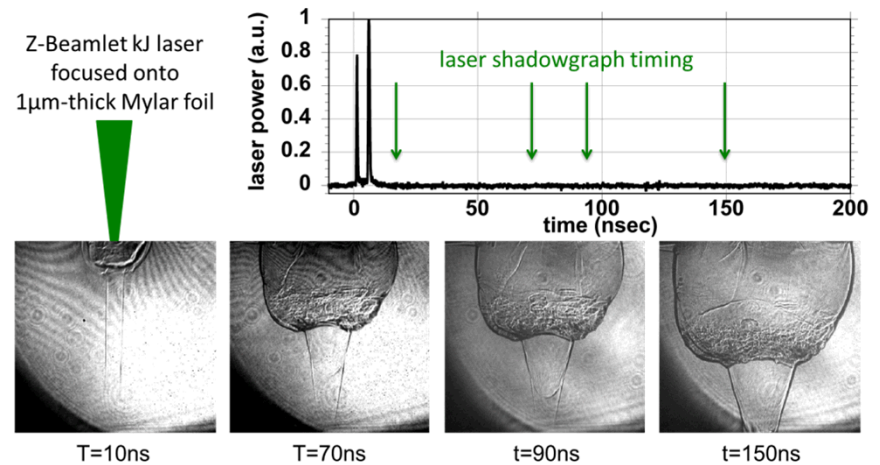 Z-Beamlet kJ laser
focused onto
1µm-thick Mylar foil
laser power (a.u.)
1
0.8
0.6
0.4
0.2
0
laser shadowgraph timing
0 50 100 150 200
time (nsec)
T=10ns T=70ns t=90ns t=150ns